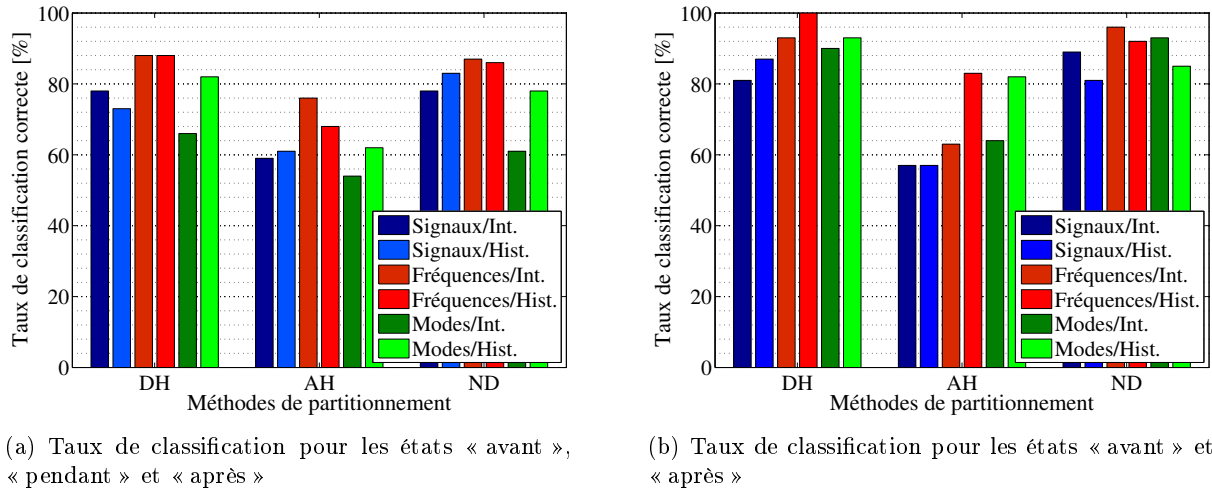 Taux de classification correcte [%]
100
80
60
40
20
0
DH
AH
ND
Méthodes de partitionnement
Signaux/Int.
Signaux/Hist.
Fréquences/Int.
Fréquences/Hist.
Modes/Int.
Modes/Hist.
(a) Taux de classification pour les états « avant »,
« pendant » et « après »
Taux de classification correcte [%]
100
80
60
40
20
0
DH
AH
ND
Méthodes de partitionnement
Signaux/Int.
Signaux/Hist.
Fréquences/Int.
Fréquences/Hist.
Modes/Int.
Modes/Hist.
(b) Taux de classification pour les états « avant » et
« après »